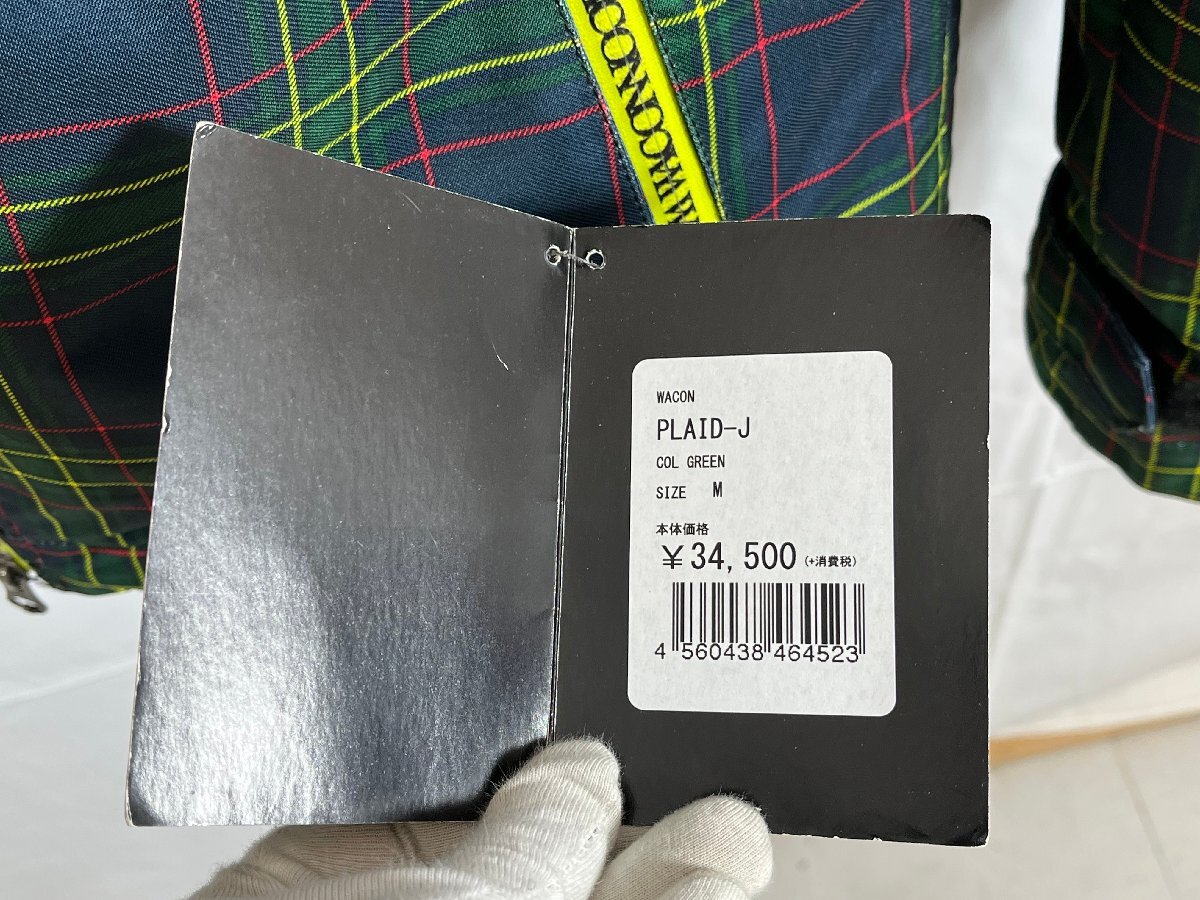 WACON
PLAID-J
COL GREEN
SIZE M
本体価格
￥34,500 (+消費税)
4 560438 464523